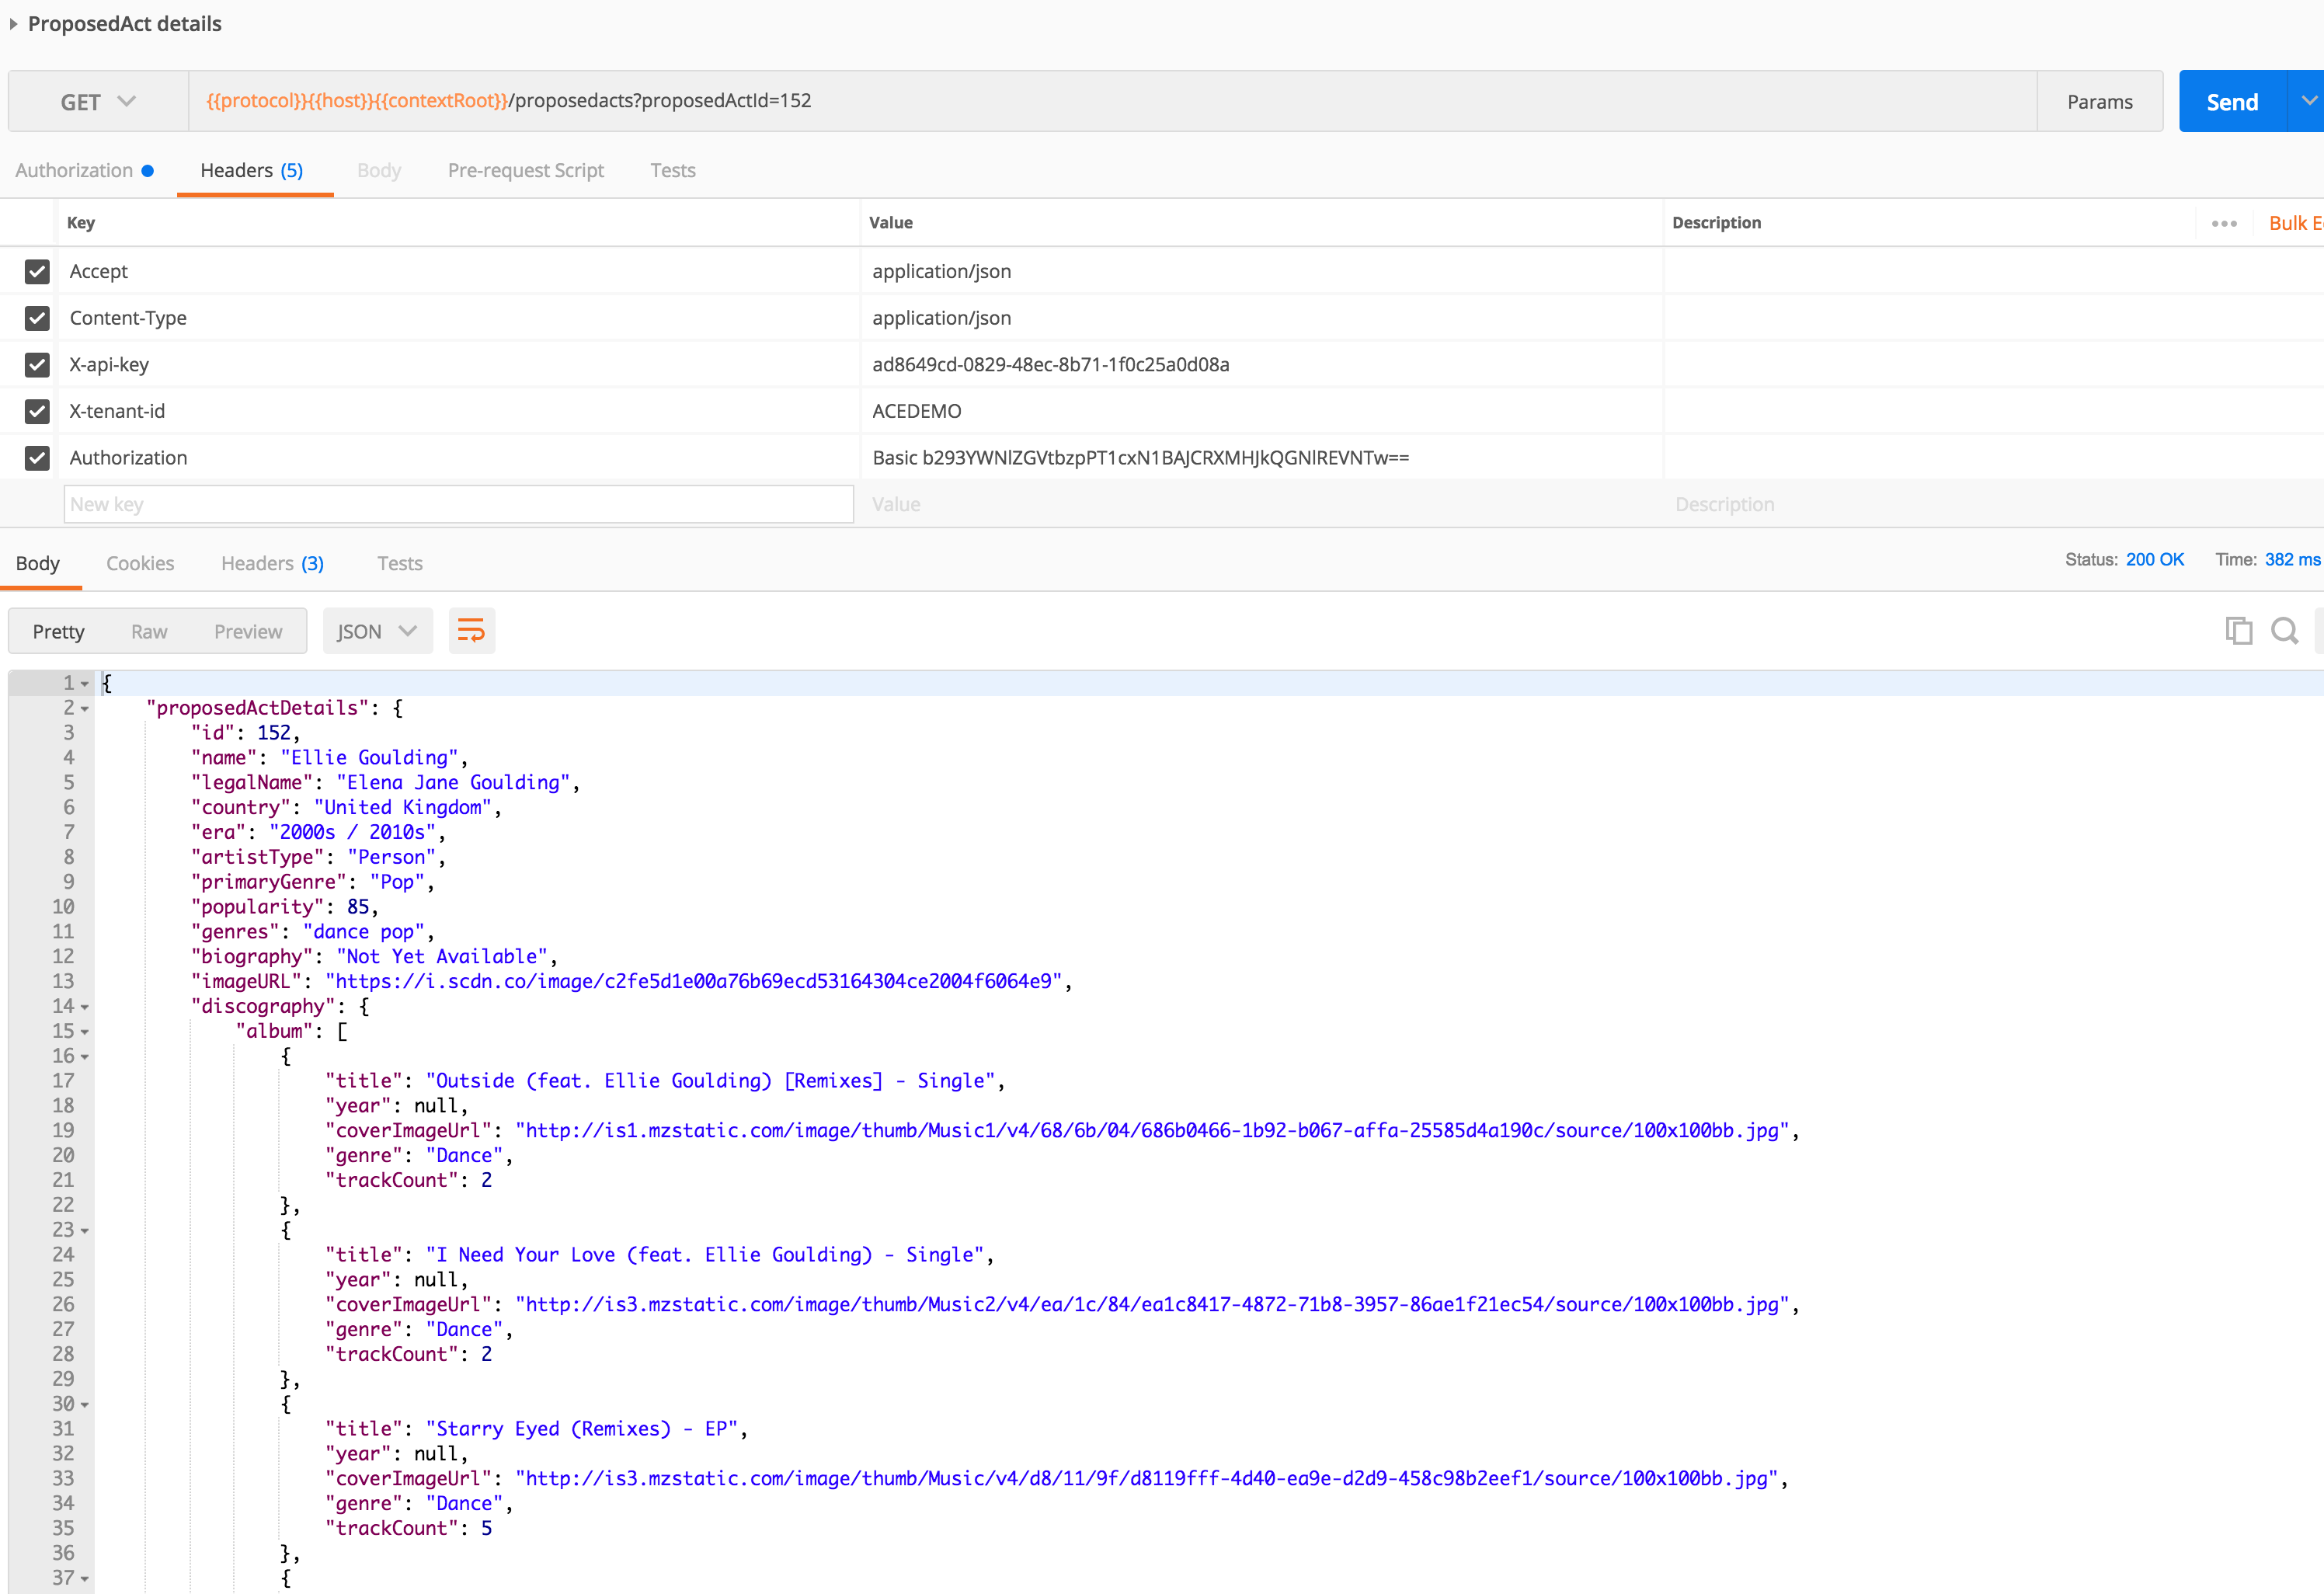 ProposedAct details
GET {{protocol}}{{host}}{{contextRoot}}/proposedacts?proposedActId=152 Params Send
Authorization Headers (5) Body Pre-request Script Tests
Key Value Description Bulk E
Accept application/json
Content-Type application/json
X-api-key ad8649cd-0829-48ec-8b71-1f0c25a0d08a
X-tenant-id ACEDEMO
Authorization Basic b293YWNlZGVtbzpPT1cxN1BAJCRXMHJkQGNlREVNTw==
New key Value Description
Body Cookies Headers (3) Tests Status: 200 OK Time: 382 ms
Pretty Raw Preview JSON
1 {
2 "proposedActDetails": {
3 "id": 152,
4 "name": "Ellie Goulding",
5 "legalName": "Elena Jane Goulding",
6 "country": "United Kingdom",
7 "era": "2000s / 2010s",
8 "artistType": "Person",
9 "primaryGenre": "Pop",
10 "popularity": 85,
11 "genres": "dance pop",
12 "biography": "Not Yet Available",
13 "imageURL": "https://i.scdn.co/image/c2fe5d1e00a76b69ecd53164304ce2004f6064e9",
14 "discography": {
15 "album": [
16 {
17 "title": "Outside (feat. Ellie Goulding) [Remixes] - Single",
18 "year": null,
19 "coverImageUrl": "http://is1.mzstatic.com/image/thumb/Music1/v4/68/6b/04/686b0466-1b92-b067-affa-25585d4a190c/source/100x100bb.jpg",
20 "genre": "Dance",
21 "trackCount": 2
22 },
23 {
24 "title": "I Need Your Love (feat. Ellie Goulding) - Single",
25 "year": null,
26 "coverImageUrl": "http://is3.mzstatic.com/image/thumb/Music2/v4/ea/1c/84/ea1c8417-4872-71b8-3957-86ae1f21ec54/source/100x100bb.jpg",
27 "genre": "Dance",
28 "trackCount": 2
29 },
30 {
31 "title": "Starry Eyed (Remixes) - EP",
32 "year": null,
33 "coverImageUrl": "http://is3.mzstatic.com/image/thumb/Music/v4/d8/11/9f/d8119fff-4d40-ea9e-d2d9-458c98b2eef1/source/100x100bb.jpg",
34 "genre": "Dance",
35 "trackCount": 5
36 },
37 {